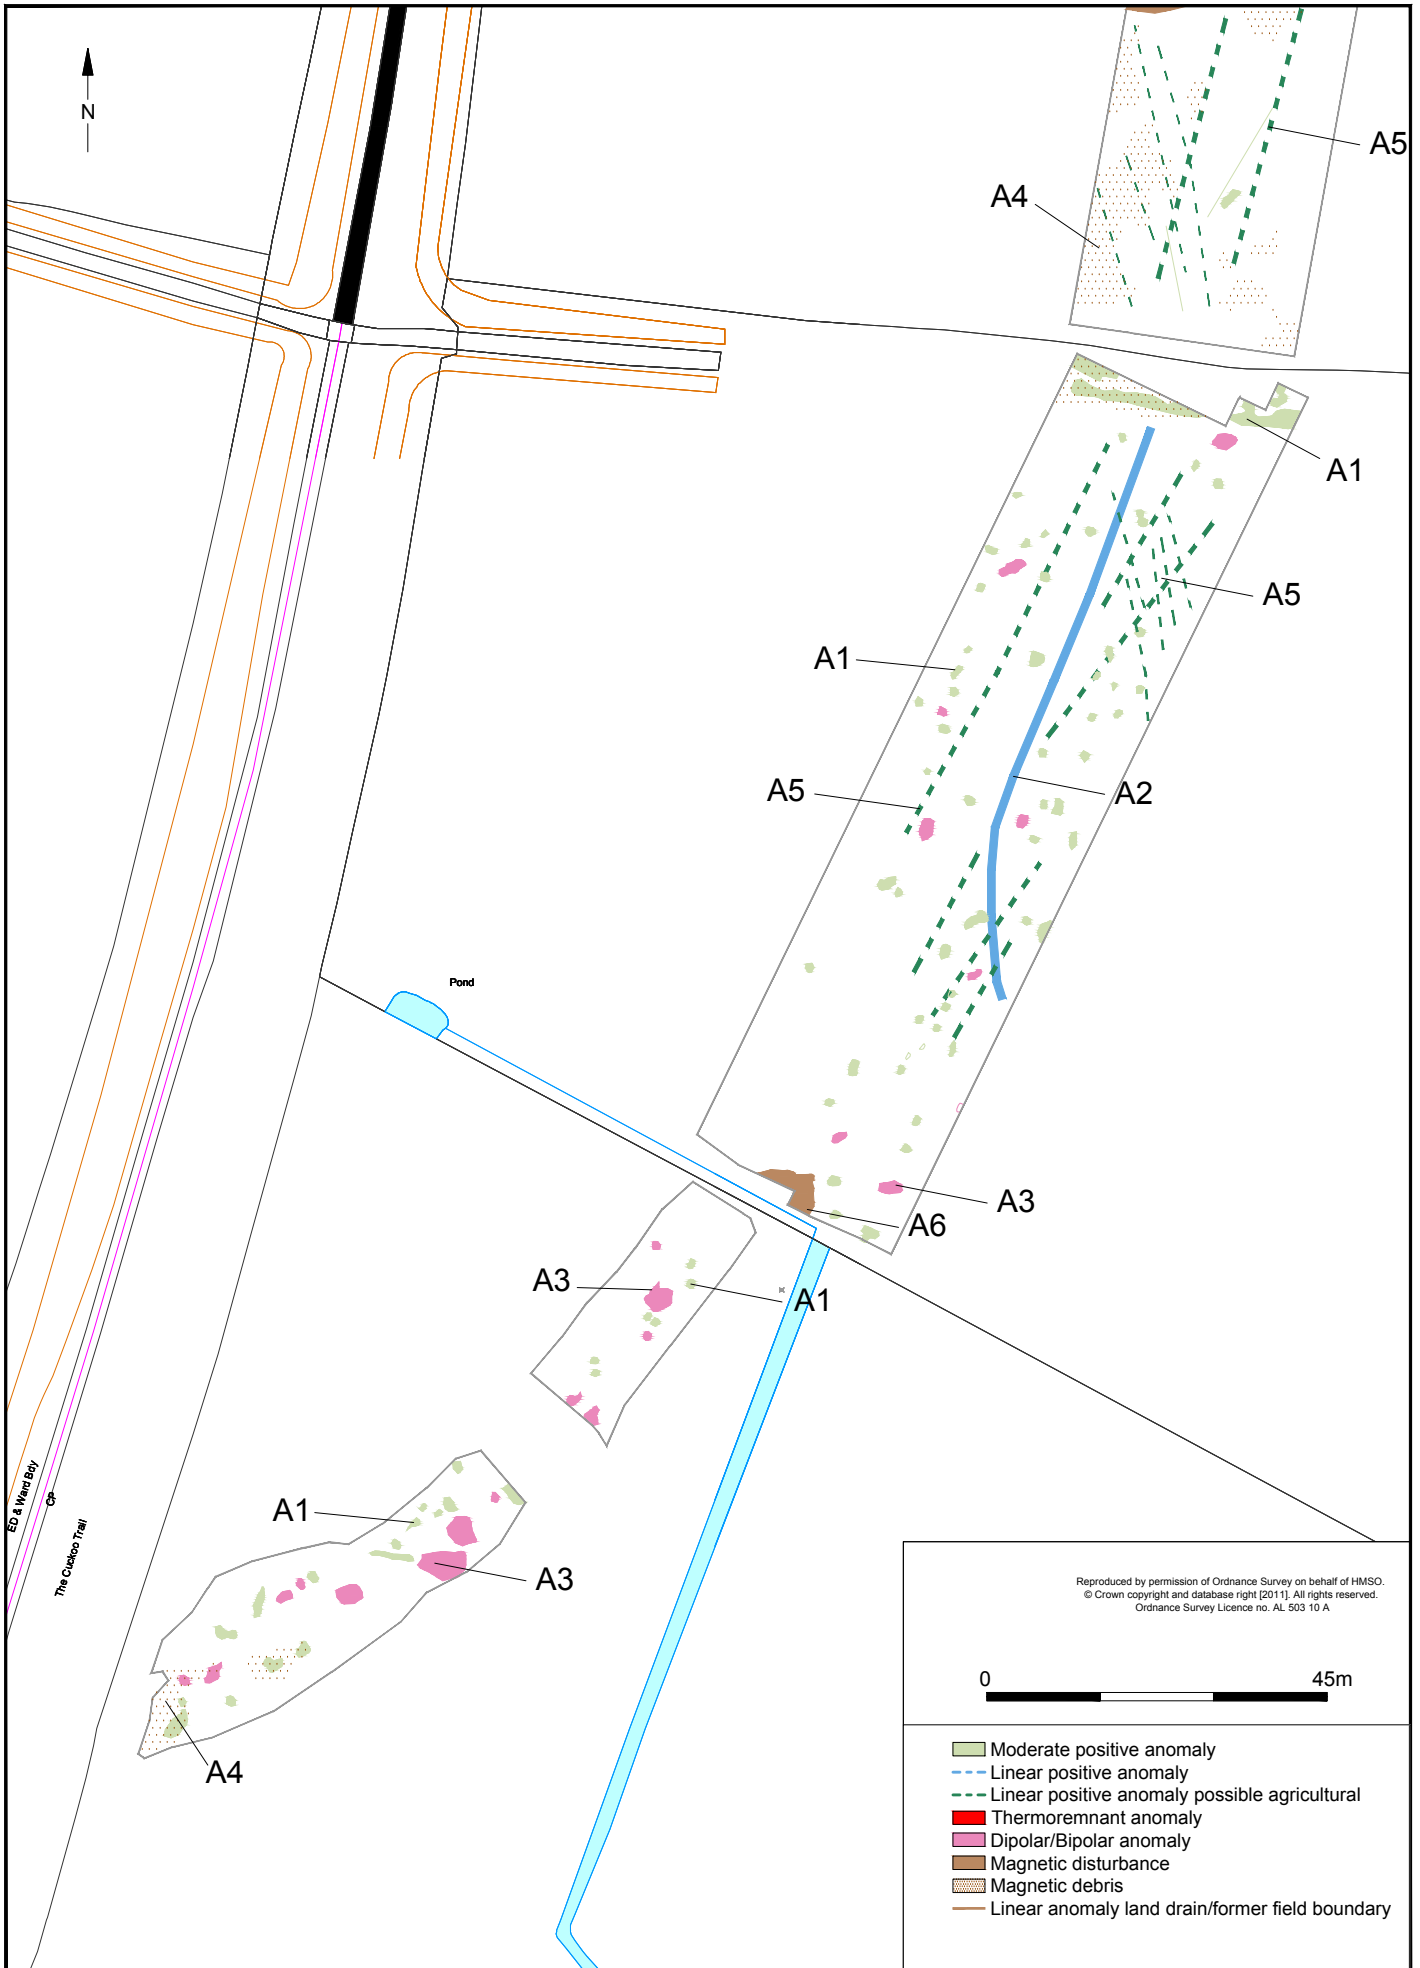 N
A5
A4
A1
A5
A1
A5
A2
Pond
A3
A6
A3
A1
A1
A3
ED & Ward Bdy
CP
The Cuckoo Trail
A4
Reproduced by permission of Ordnance Survey on behalf of HMSO.
© Crown copyright and database right [2011]. All rights reserved.
Ordnance Survey Licence no. AL 503 10 A
0 45m
Moderate positive anomaly
Linear positive anomaly
Linear positive anomaly possible agricultural
Thermoremnant anomaly
Dipolar/Bipolar anomaly
Magnetic disturbance
Magnetic debris
Linear anomaly land drain/former field boundary